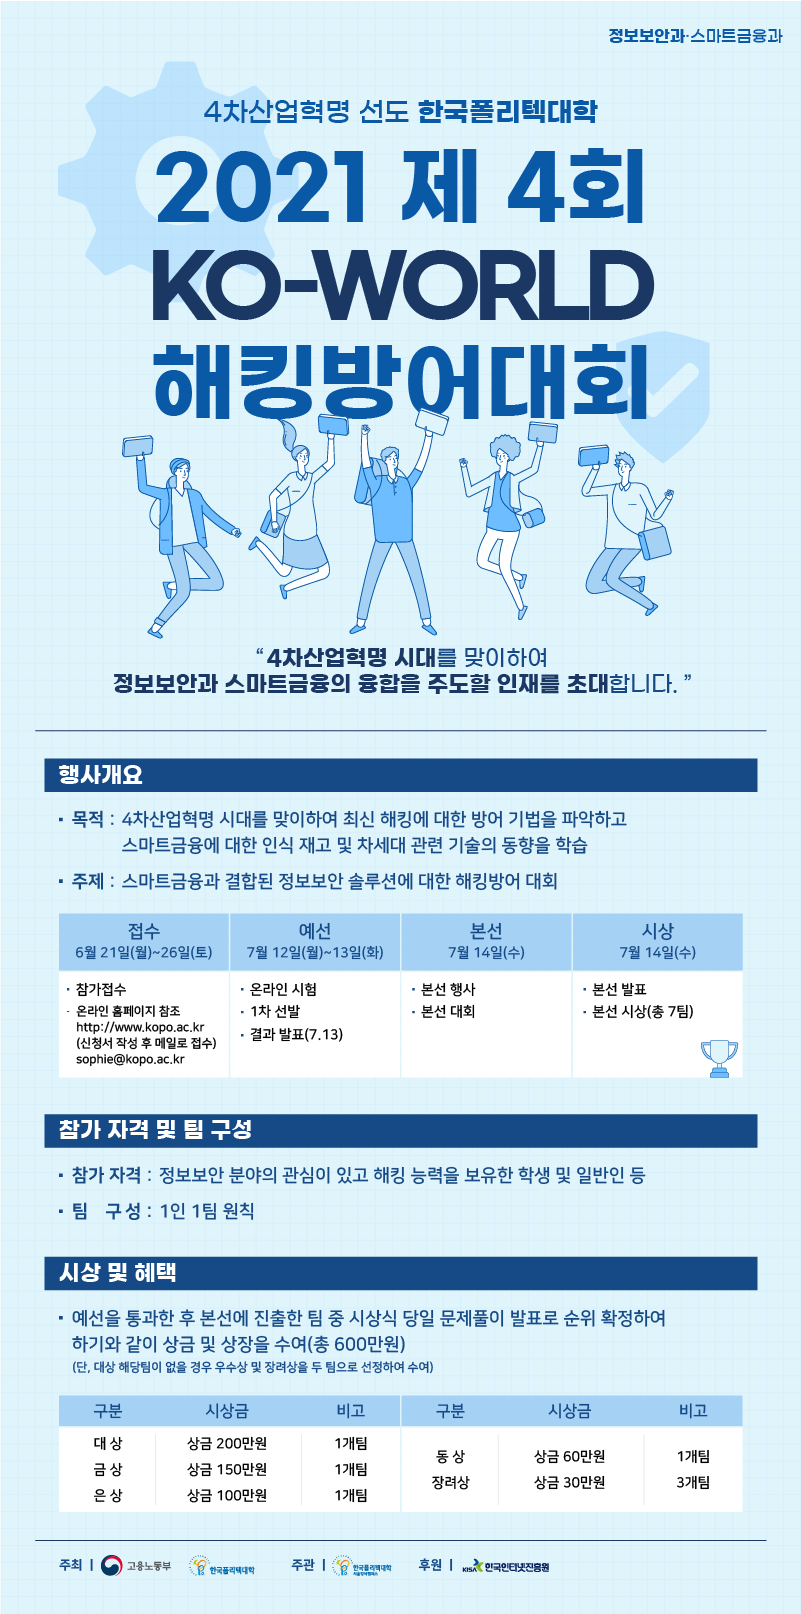 정보보안과·스마트금융과
4차산업혁명 선도 한국폴리텍대학
2021 제 4회
KO-WORLD
해킹방어대회
“ 4차산업혁명 시대를 맞이하여
정보보안과 스마트금융의 융합을 주도할 인재를 초대합니다. ”
행사개요
· 목적 : 4차산업혁명 시대를 맞이하여 최신 해킹에 대한 방어 기법을 파악하고
스마트금융에 대한 인식 재고 및 차세대 관련 기술의 동향을 학습
· 주제 : 스마트금융과 결합된 정보보안 솔루션에 대한 해킹방어 대회
접수
6월 21일(월)~26일(토)
· 참가접수
- 온라인 홈페이지 참조
http://www.kopo.ac.kr
(신청서 작성 후 메일로 접수)
sophie@kopo.ac.kr
예선
7월 12일(월)~13일(화)
· 온라인 시험
· 1차 선발
· 결과 발표(7.13)
본선
7월 14일(수)
· 본선 행사
· 본선 대회
시상
7월 14일(수)
· 본선 발표
· 본선 시상(총 7팀)
참가 자격 및 팀 구성
· 참가 자격 : 정보보안 분야의 관심이 있고 해킹 능력을 보유한 학생 및 일반인 등
· 팀 구성 : 1인 1팀 원칙
시상 및 혜택
· 예선을 통과한 후 본선에 진출한 팀 중 시상식 당일 문제풀이 발표로 순위 확정하여
하기와 같이 상금 및 상장을 수여(총 600만원)
(단, 대상 해당팀이 없을 경우 우수상 및 장려상을 두 팀으로 선정하여 수여)
구분 시상금 비고
대 상 상금 200만원 1개팀
금 상 상금 150만원 1개팀
은 상 상금 100만원 1개팀
구분 시상금 비고
동 상 상금 60만원 1개팀
장려상 상금 30만원 3개팀
주최 | 고용노동부 한국폴리텍대학
주관 | 한국폴리텍대학
서울강서캠퍼스
후원 | KISA 한국인터넷진흥원